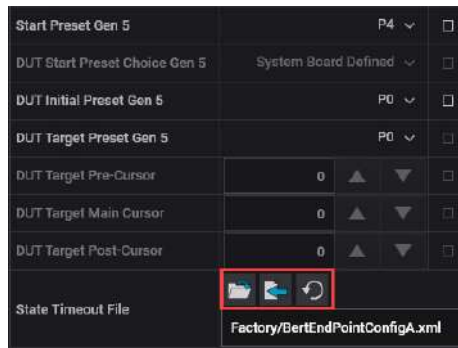 Start Preset Gen 5 P4
DUT Start Preset Choice Gen 5 System Board Defined
DUT Initial Preset Gen 5 P0
DUT Target Preset Gen 5 P0
DUT Target Pre-Cursor 0
DUT Target Main Cursor 0
DUT Target Post-Cursor 0
State Timeout File
Factory/BertEndPointConfigA.xml